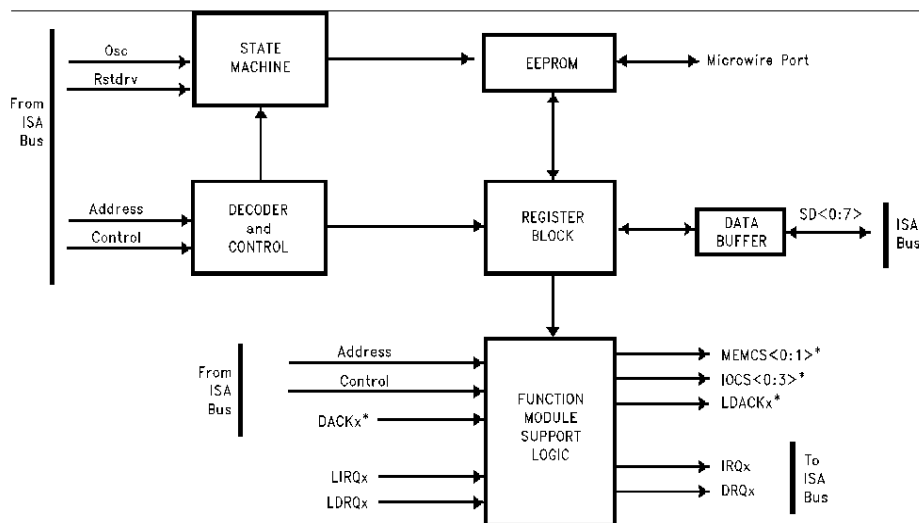 Osc
Rstdrv
STATE
MACHINE
EEPROM
Microwire Port
From
ISA
Bus
Address
Control
DECODER
and
CONTROL
REGISTER
BLOCK
DATA
BUFFER
SD<0:7>
ISA
Bus
From
ISA
Bus
Address
Control
DACKx*
LIRQx
LDRQx
FUNCTION
MODULE
SUPPORT
LOGIC
MEMCS<0:1>*
IOCS<0:3>*
LDACKx*
IRQx
DRQx
To
ISA
Bus